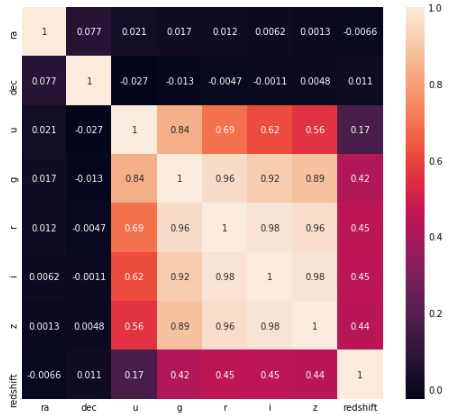 ra 1 0.077 0.021 0.017 0.012 0.0062 0.0013 -0.0066
dec 0.077 1 -0.027 -0.013 -0.0047 -0.0011 0.0048 0.011
u 0.021 -0.027 1 0.84 0.69 0.62 0.56 0.17
g 0.017 -0.013 0.84 1 0.96 0.92 0.89 0.42
r 0.012 -0.0047 0.69 0.96 1 0.98 0.96 0.45
i 0.0062 -0.0011 0.62 0.92 0.98 1 0.98 0.45
z 0.0013 0.0048 0.56 0.89 0.96 0.98 1 0.44
redshift -0.0066 0.011 0.17 0.42 0.45 0.45 0.44 1
ra dec u g r i z redshift
1.0
0.8
0.6
0.4
0.2
0.0